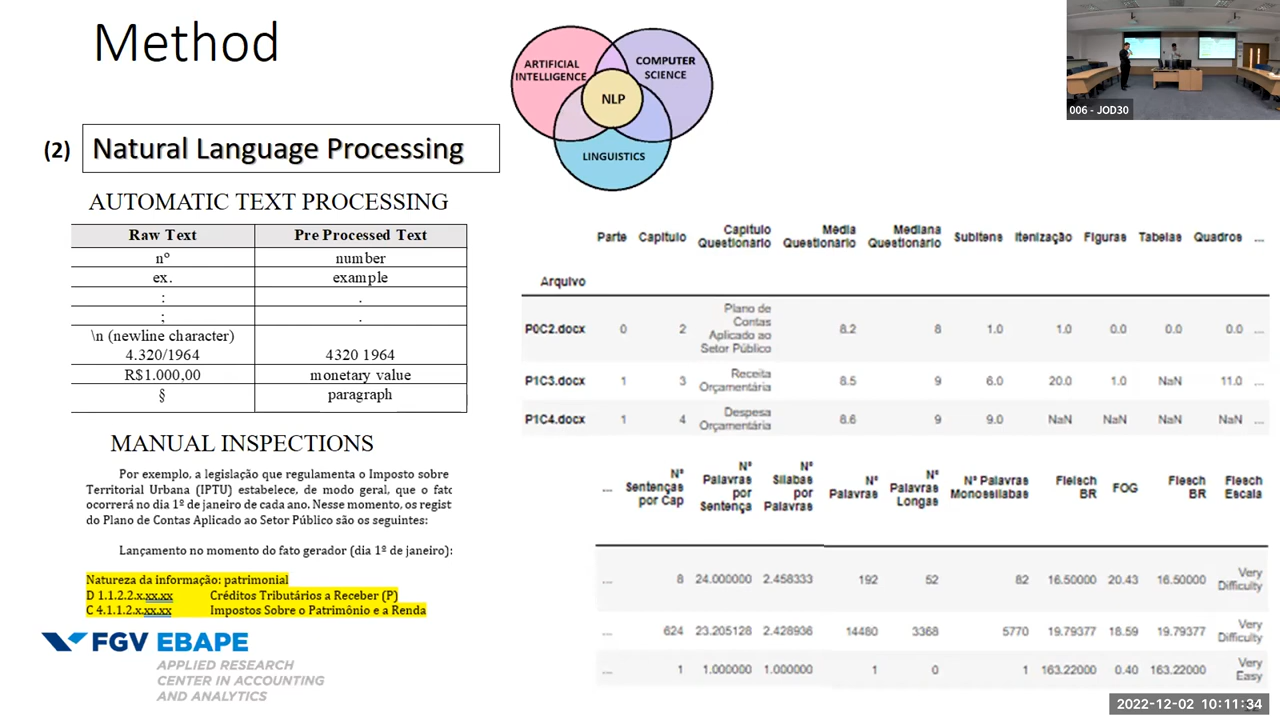 Method
(2) Natural Language Processing
ARTIFICIAL
INTELLIGENCE
COMPUTER
SCIENCE
NLP
LINGUISTICS
006 - JOD30
AUTOMATIC TEXT PROCESSING
Raw Text Pre Processed Text
nº number
ex. example
: .
; .
\n (newline character)
4.320/1964 4320 1964
R$1.000,00 monetary value
§ paragraph
MANUAL INSPECTIONS
Por exemplo, a legislação que regulamenta o Imposto sobre
Territorial Urbana (IPTU) estabelece, de modo geral, que o fato
ocorrerá no dia 1º de janeiro de cada ano. Nesse momento, os regist
do Plano de Contas Aplicado ao Setor Público são os seguintes:
Lançamento no momento do fato gerador (dia 1º de janeiro):
Natureza da informação: patrimonial
D 1.1.2.2.x.xx.xx Créditos Tributários a Receber (P)
C 4.1.1.2.x.xx.xx Impostos Sobre o Patrimônio e a Renda
FGV EBAPE
APPLIED RESEARCH
CENTER IN ACCOUNTING
AND ANALYTICS
Parte Capitulo Capitulo Questionário Média Questionário Mediana Questionário Subitens Itenização Figuras Tabelas Quadros ...
Arquivo
P0C2.docx 0 2 Plano de Contas Aplicado ao Setor Público 8.2 8 1.0 1.0 0.0 0.0 0.0 ...
P1C3.docx 1 3 Receita Orçamentária 8.5 9 6.0 20.0 1.0 NaN 11.0 ...
P1C4.docx 1 4 Despesa Orçamentária 8.6 9 9.0 NaN NaN NaN NaN ...
... Nº Sentenças por Cap Nº Palavras por Sentença Nº Silabas por Palavras Nº Palavras Nº Palavras Longas Nº Palavras Monossilabas Fleisch BR FOG Flesch BR Flesch Escala
... 8 24.000000 2.458333 192 52 82 16.50000 20.43 16.50000 Very Difficulty
... 624 23.205128 2.428936 14480 3368 5770 19.79377 18.59 19.79377 Very Difficulty
... 1 1.000000 1.000000 1 0 1 163.22000 0.40 163.22000 Very Easy
2022-12-02 10:11:34